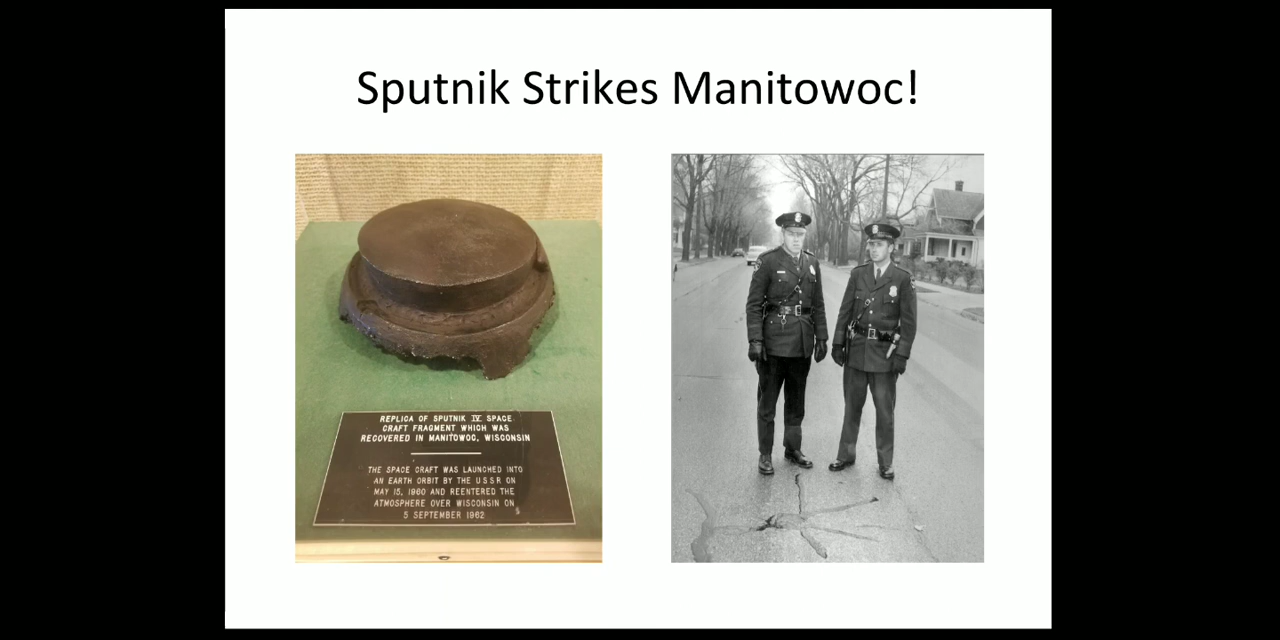 Sputnik Strikes Manitowoc!
REPLICA OF SPUTNIK IV SPACE
CRAFT FRAGMENT WHICH WAS
RECOVERED IN MANITOWOC, WISCONSIN
THE SPACE CRAFT WAS LAUNCHED INTO
AN EARTH ORBIT BY THE U.S.S.R ON
MAY 15, 1960 AND REENTERED THE
ATMOSPHERE OVER WISCONSIN ON
5 SEPTEMBER 1962